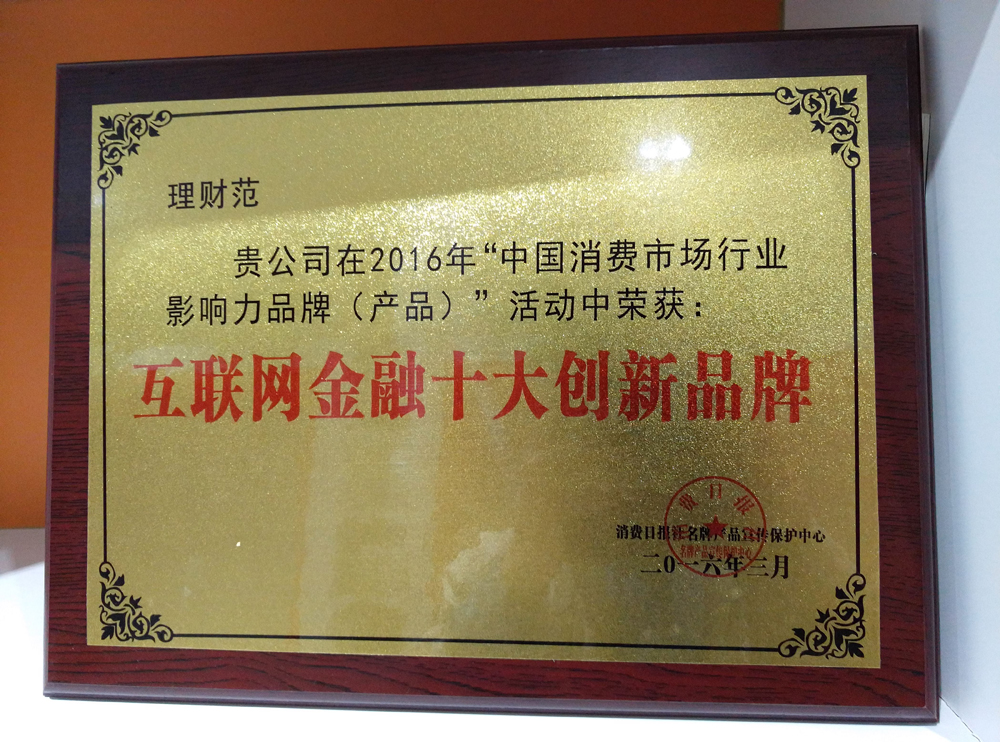 理财范
贵公司在2016年“中国消费市场行业
影响力品牌（产品）”活动中荣获：
互联网金融十大创新品牌
消费日报社名牌产品宣传保护中心
二0一六年三月